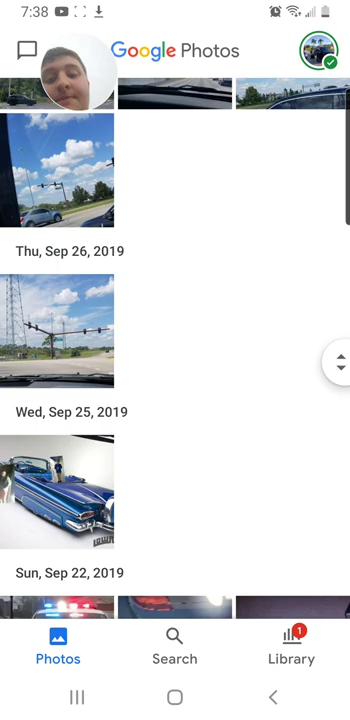 7:38
Google Photos
Thu, Sep 26, 2019
Wed, Sep 25, 2019
Sun, Sep 22, 2019
1
Photos
Search
Library